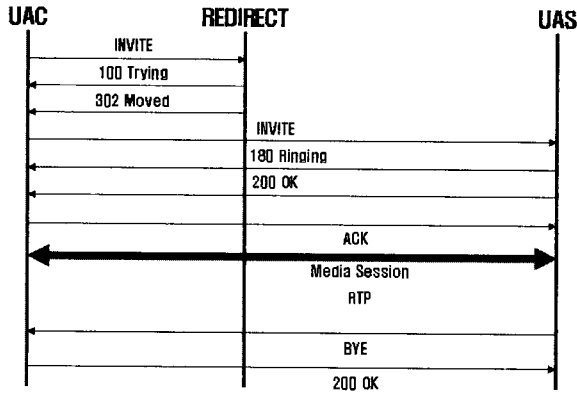 UAC REDIRECT UAS
INVITE
100 Trying
302 Moved
INVITE
180 Ringing
200 OK
ACK
Media Session
RTP
BYE
200 OK